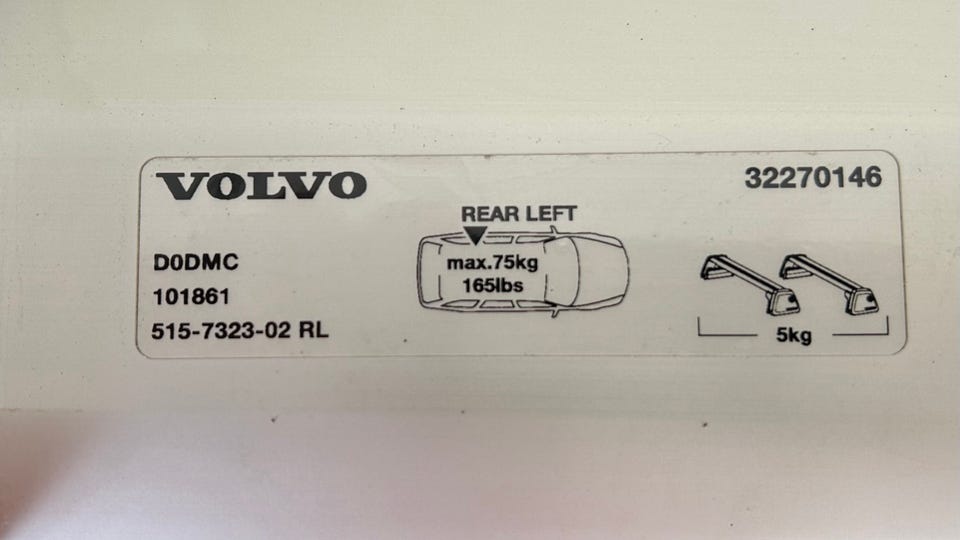 VOLVO
32270146
REAR LEFT
max.75kg
165lbs
D0DMC
101861
515-7323-02 RL
5kg